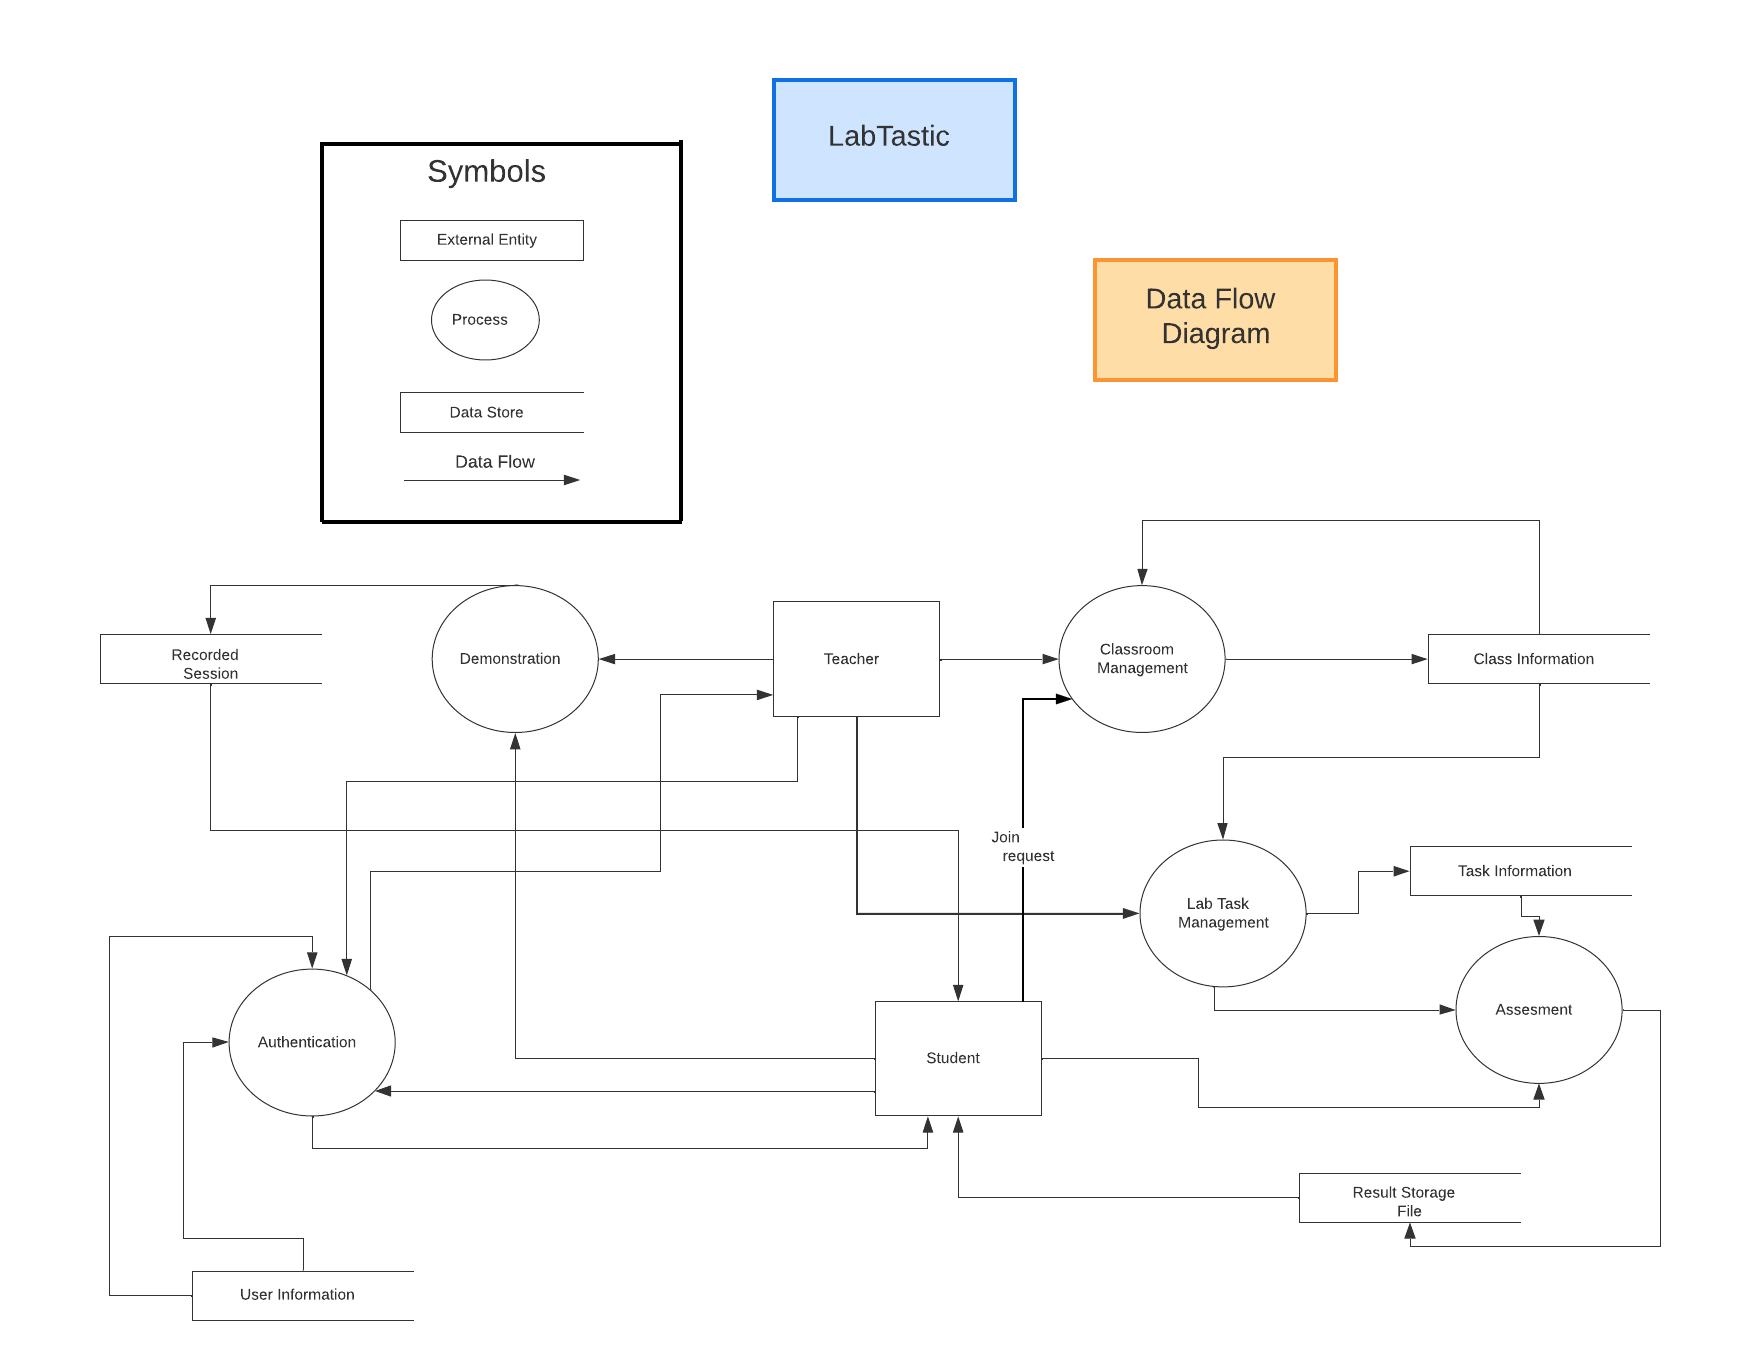 LabTastic
Symbols
External Entity
Process
Data Store
Data Flow
Data Flow
Diagram
Recorded
Session
Demonstration
Teacher
Classroom
Management
Class Information
Join
request
Lab Task
Management
Task Information
Authentication
Student
Assesment
Result Storage
File
User Information